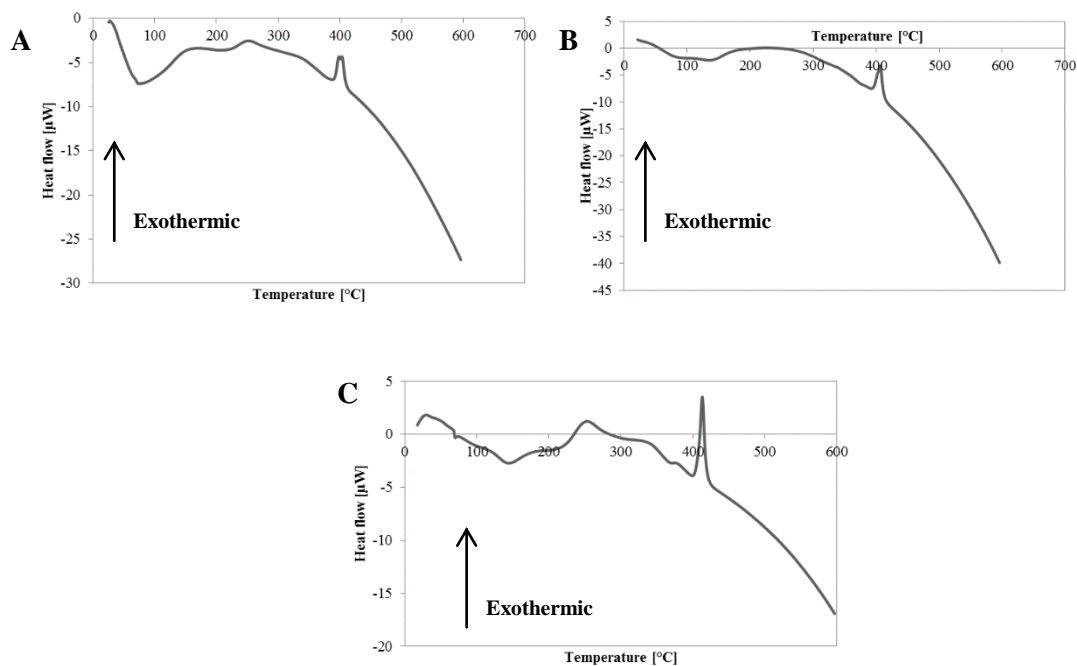 A
0
0 100 200 300 400 500 600 700
-5
-10
-15
-20
-25
-30
Heat flow [µW]
Exothermic
Temperature [°C]
B
Temperature [°C]
5
0
0 100 200 300 400 500 600 700
-5
-10
-15
-20
-25
-30
-35
-40
-45
Heat flow [µW]
Exothermic
C
5
0
0 100 200 300 400 500 600
-5
-10
-15
-20
Heat flow [µW]
Exothermic
Temperature [°C]